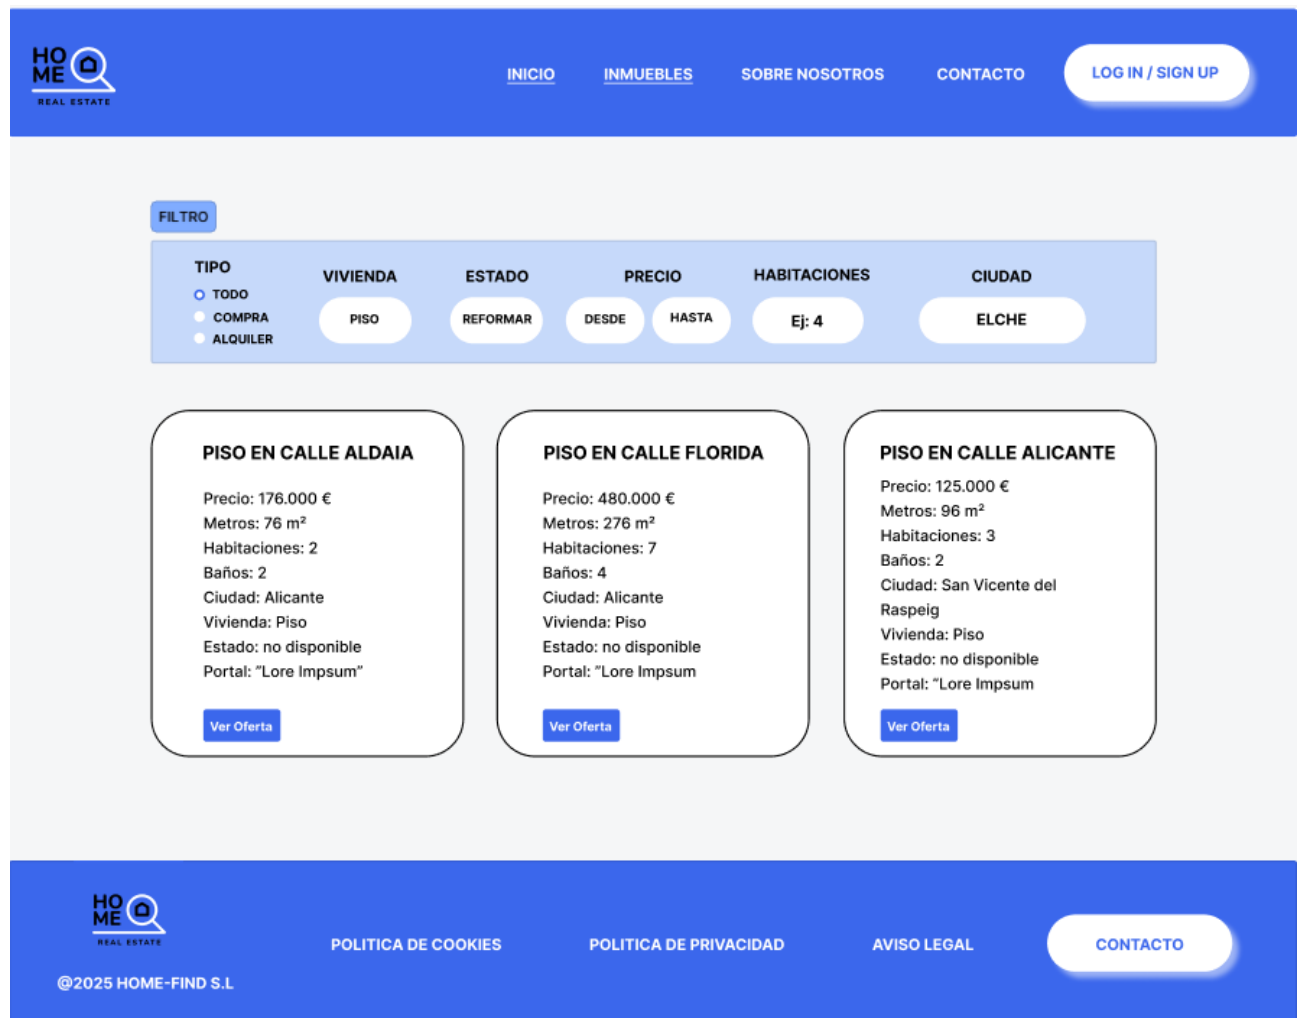 HO
ME
REAL ESTATE
INICIO INMUEBLES SOBRE NOSOTROS CONTACTO LOG IN / SIGN UP
FILTRO
TIPO VIVIENDA ESTADO PRECIO HABITACIONES CIUDAD
TODO
COMPRA
ALQUILER
PISO REFORMAR DESDE HASTA Ej: 4 ELCHE
PISO EN CALLE ALDAIA
Precio: 176.000 €
Metros: 76 m²
Habitaciones: 2
Baños: 2
Ciudad: Alicante
Vivienda: Piso
Estado: no disponible
Portal: ”Lore Impsum”
Ver Oferta
PISO EN CALLE FLORIDA
Precio: 480.000 €
Metros: 276 m²
Habitaciones: 7
Baños: 4
Ciudad: Alicante
Vivienda: Piso
Estado: no disponible
Portal: ”Lore Impsum
Ver Oferta
PISO EN CALLE ALICANTE
Precio: 125.000 €
Metros: 96 m²
Habitaciones: 3
Baños: 2
Ciudad: San Vicente del
Raspeig
Vivienda: Piso
Estado: no disponible
Portal: ”Lore Impsum
Ver Oferta
HO
ME
REAL ESTATE
@2025 HOME-FIND S.L
POLITICA DE COOKIES POLITICA DE PRIVACIDAD AVISO LEGAL CONTACTO